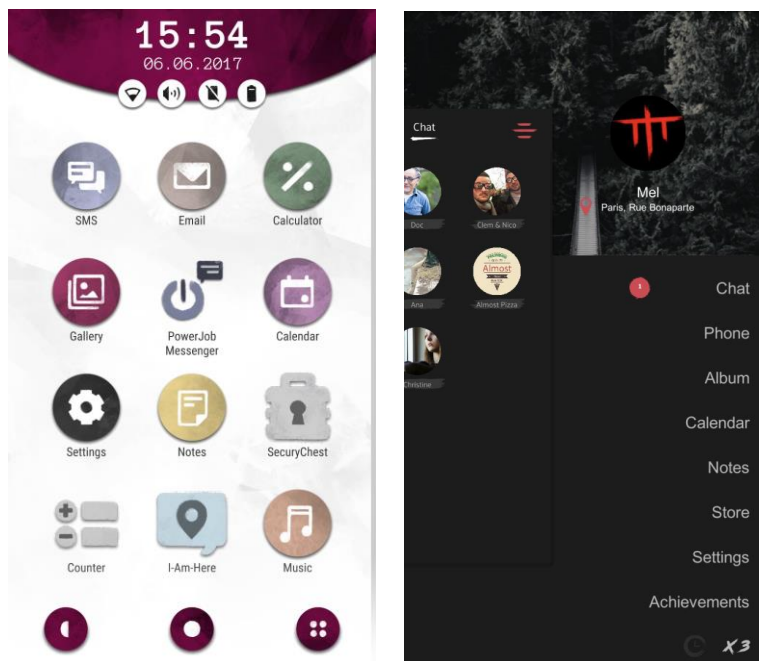 15:54
06.06.2017
SMS
Email
Calculator
Gallery
PowerJob
Messenger
Calendar
Settings
Notes
SecuryChest
Counter
I-Am-Here
Music
Chat
Doc
Clem & Nico
Ana
Almost
Almost Pizza
Christine
Mel
Paris, Rue Bonaparte
1
Chat
Phone
Album
Calendar
Notes
Store
Settings
Achievements
X3